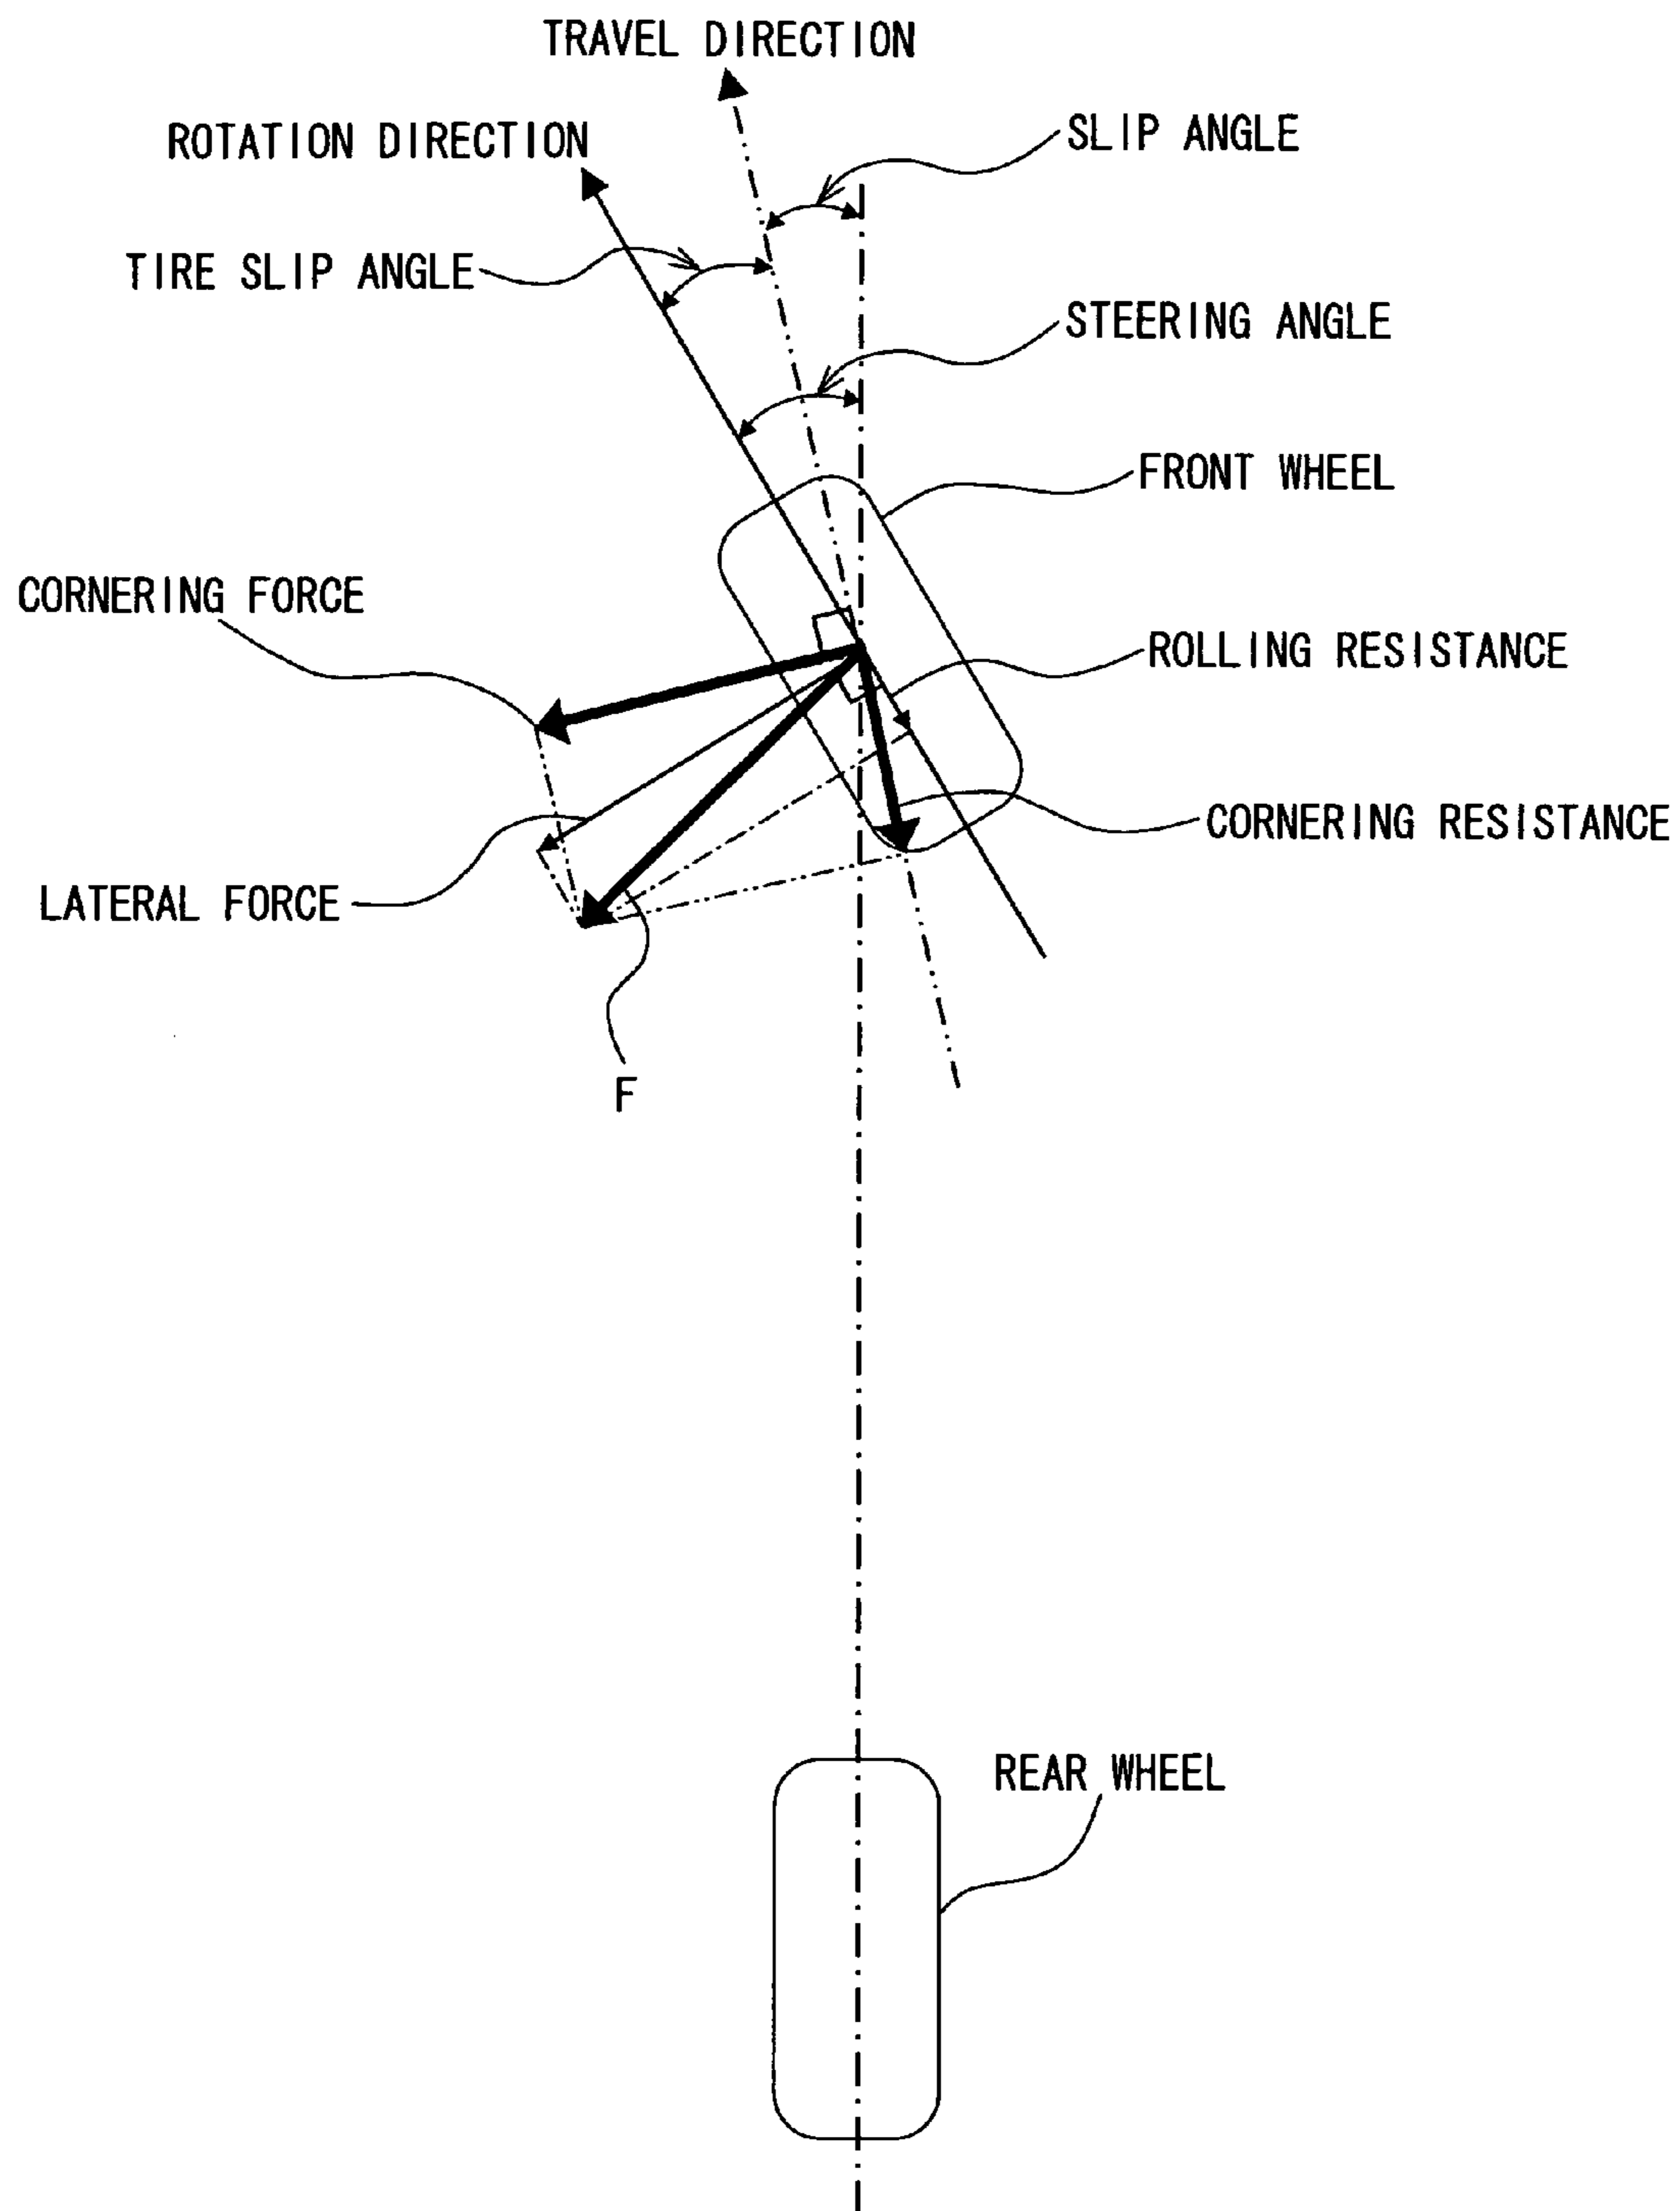 TRAVEL DIRECTION
ROTATION DIRECTION
SLIP ANGLE
TIRE SLIP ANGLE
STEERING ANGLE
FRONT WHEEL
CORNERING FORCE
ROLLING RESISTANCE
CORNERING RESISTANCE
LATERAL FORCE
F
REAR WHEEL